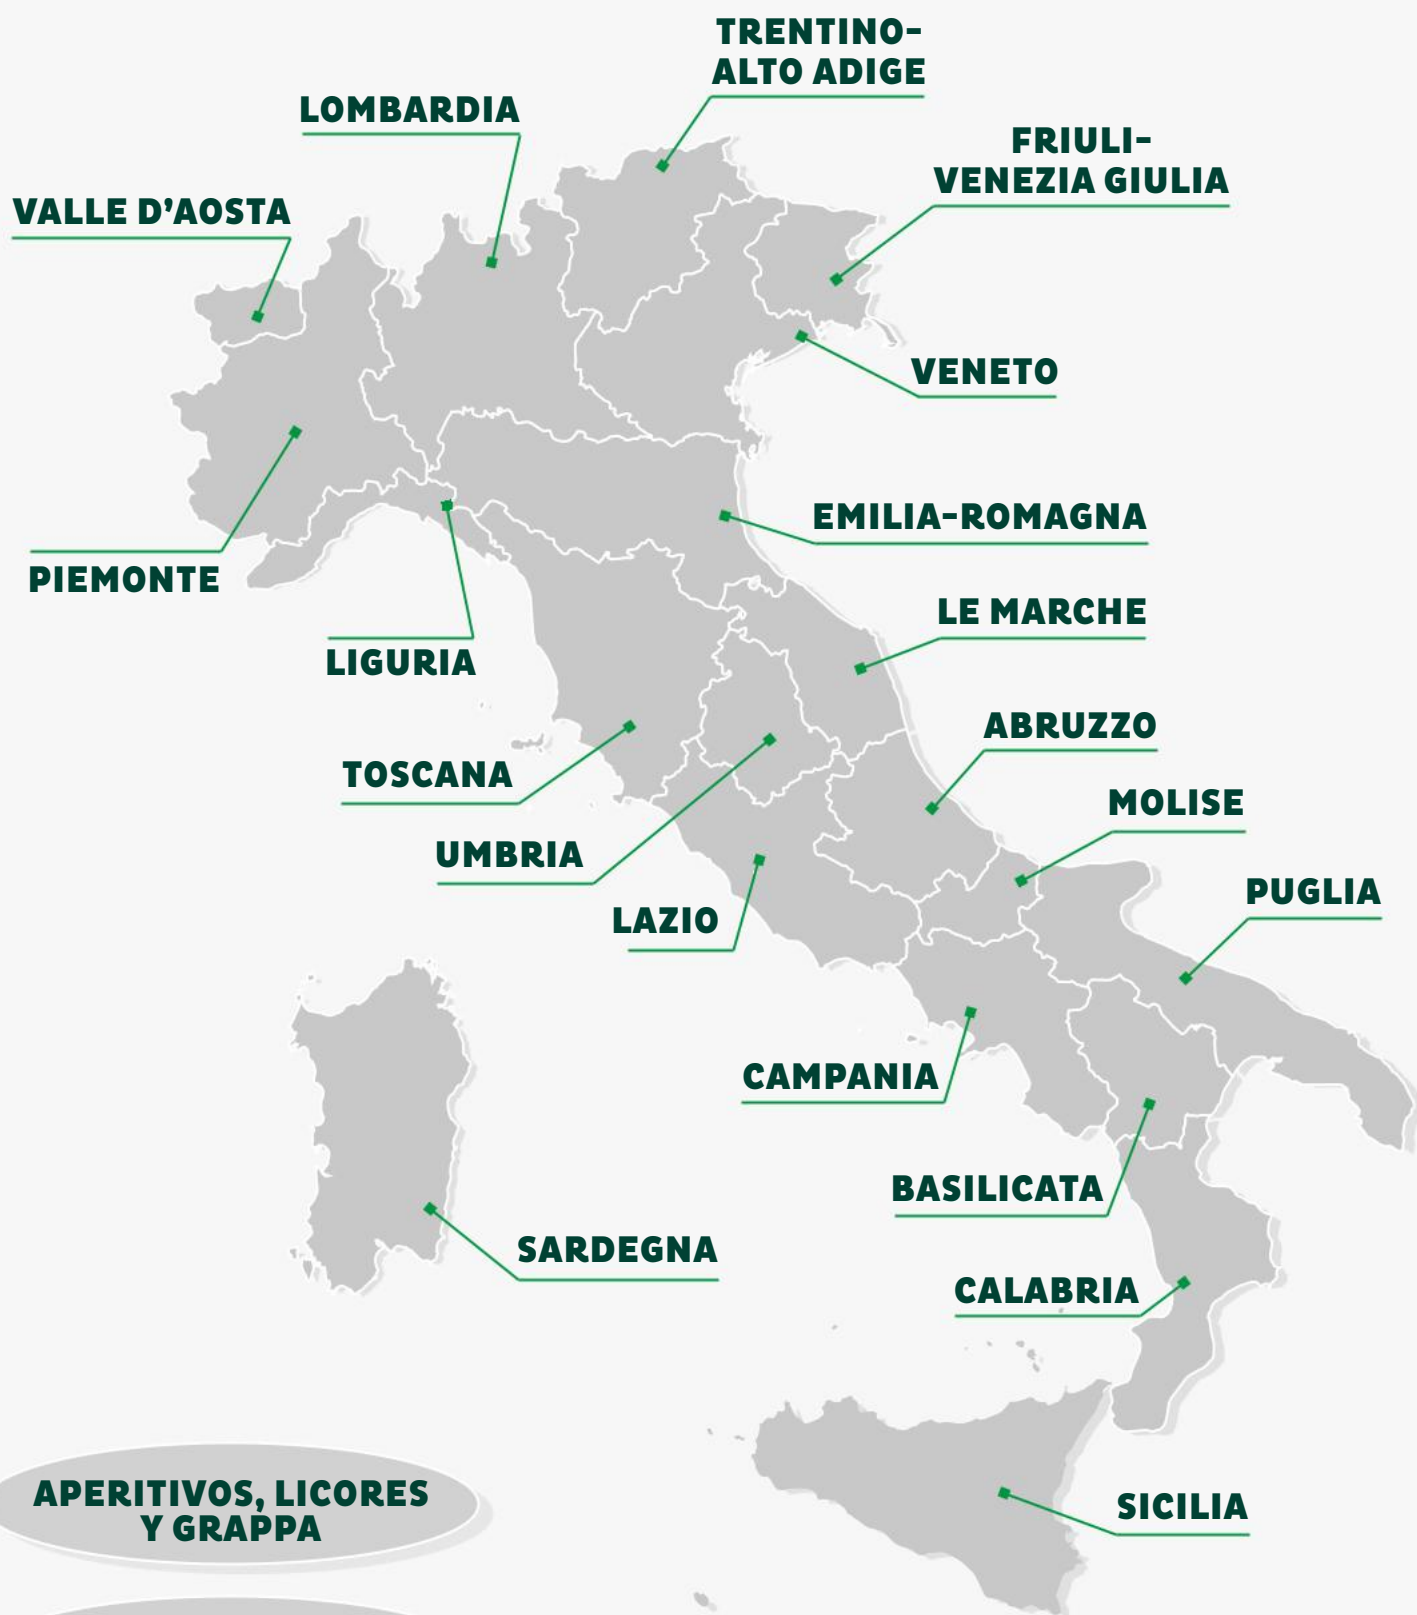 TRENTINO-
ALTO ADIGE
LOMBARDIA
FRIULI-
VENEZIA GIULIA
VALLE D'AOSTA
VENETO
EMILIA-ROMAGNA
PIEMONTE
LE MARCHE
LIGURIA
ABRUZZO
TOSCANA
MOLISE
UMBRIA
PUGLIA
LAZIO
CAMPANIA
BASILICATA
SARDEGNA
CALABRIA
APERITIVOS, LICORES
Y GRAPPA
SICILIA